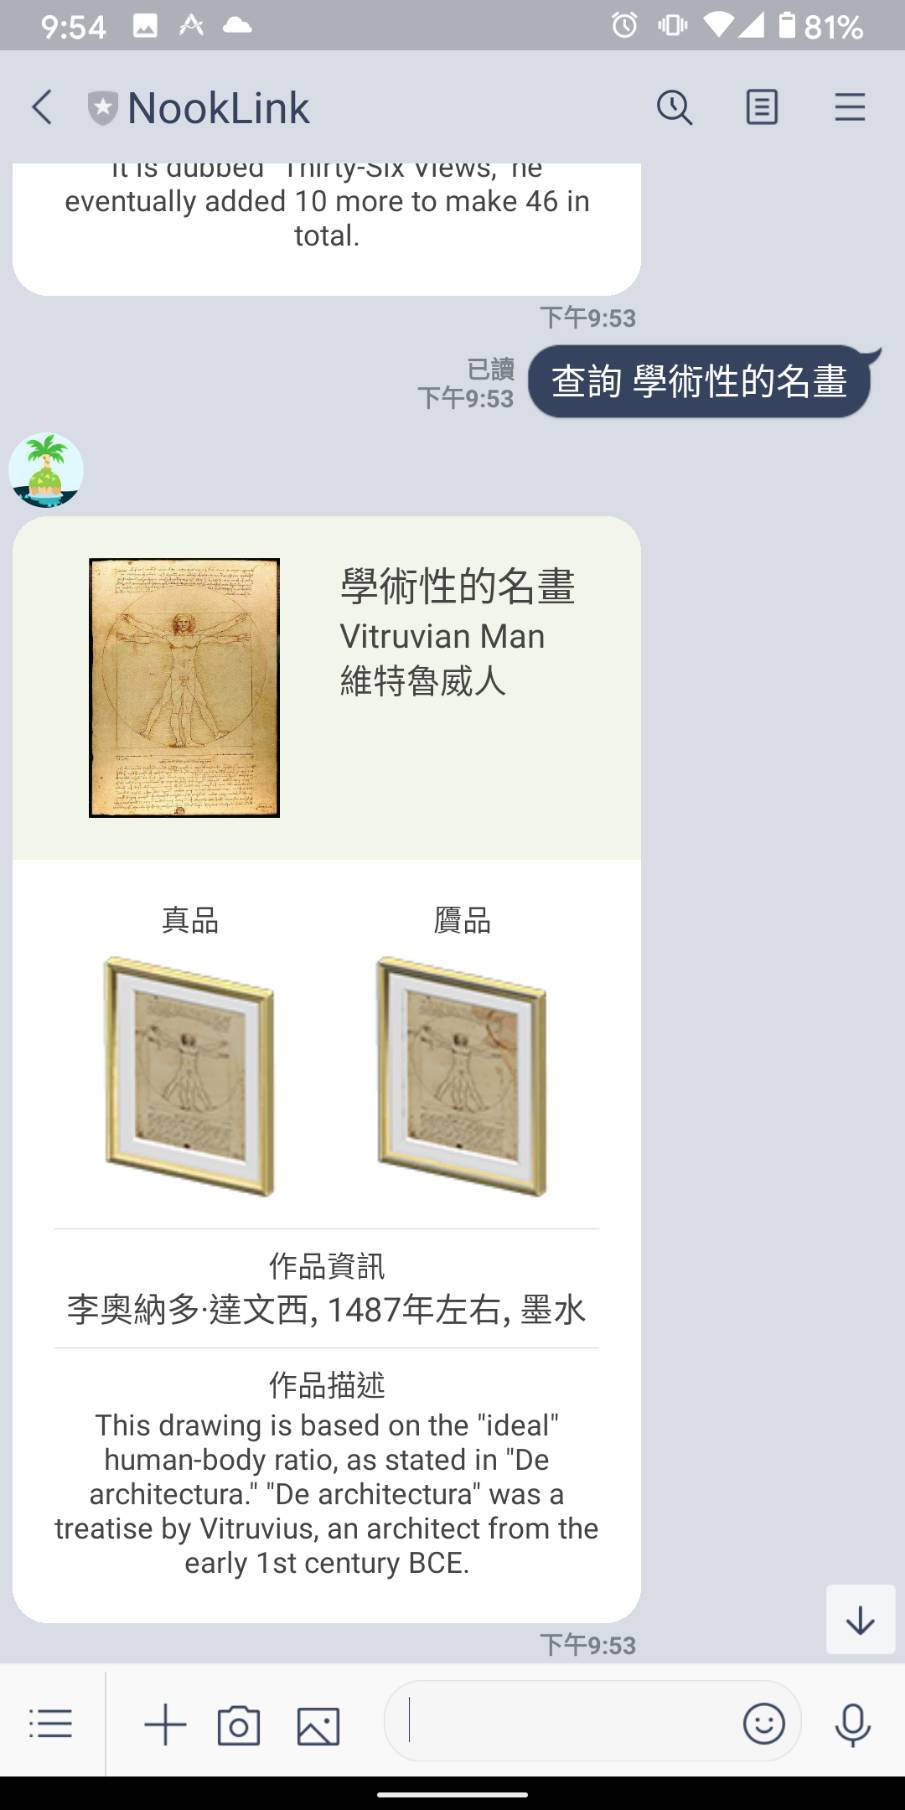 9:54
81%
NookLink
It is dubbed "Thirty-Six Views," he
eventually added 10 more to make 46 in
total.
下午9:53
已讀
下午9:53
查詢 學術性的名畫
學術性的名畫
Vitruvian Man
維特魯威人
真品
贗品
作品資訊
李奧納多·達文西, 1487年左右, 墨水
作品描述
This drawing is based on the "ideal"
human-body ratio, as stated in "De
architectura." "De architectura" was a
treatise by Vitruvius, an architect from the
early 1st century BCE.
下午9:53